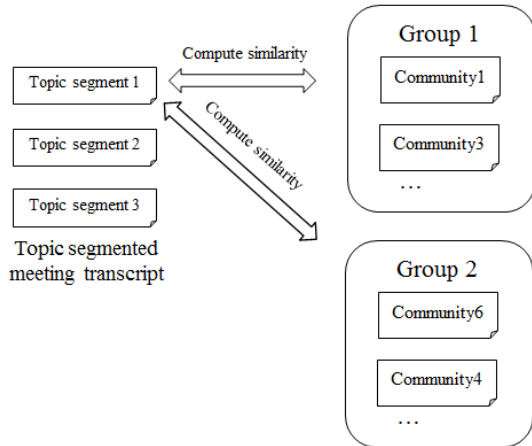 Topic segment 1
Topic segment 2
Topic segment 3
Topic segmented
meeting transcript
Compute similarity
Compute similarity
Group 1
Community1
Community3
…
Group 2
Community6
Community4
…